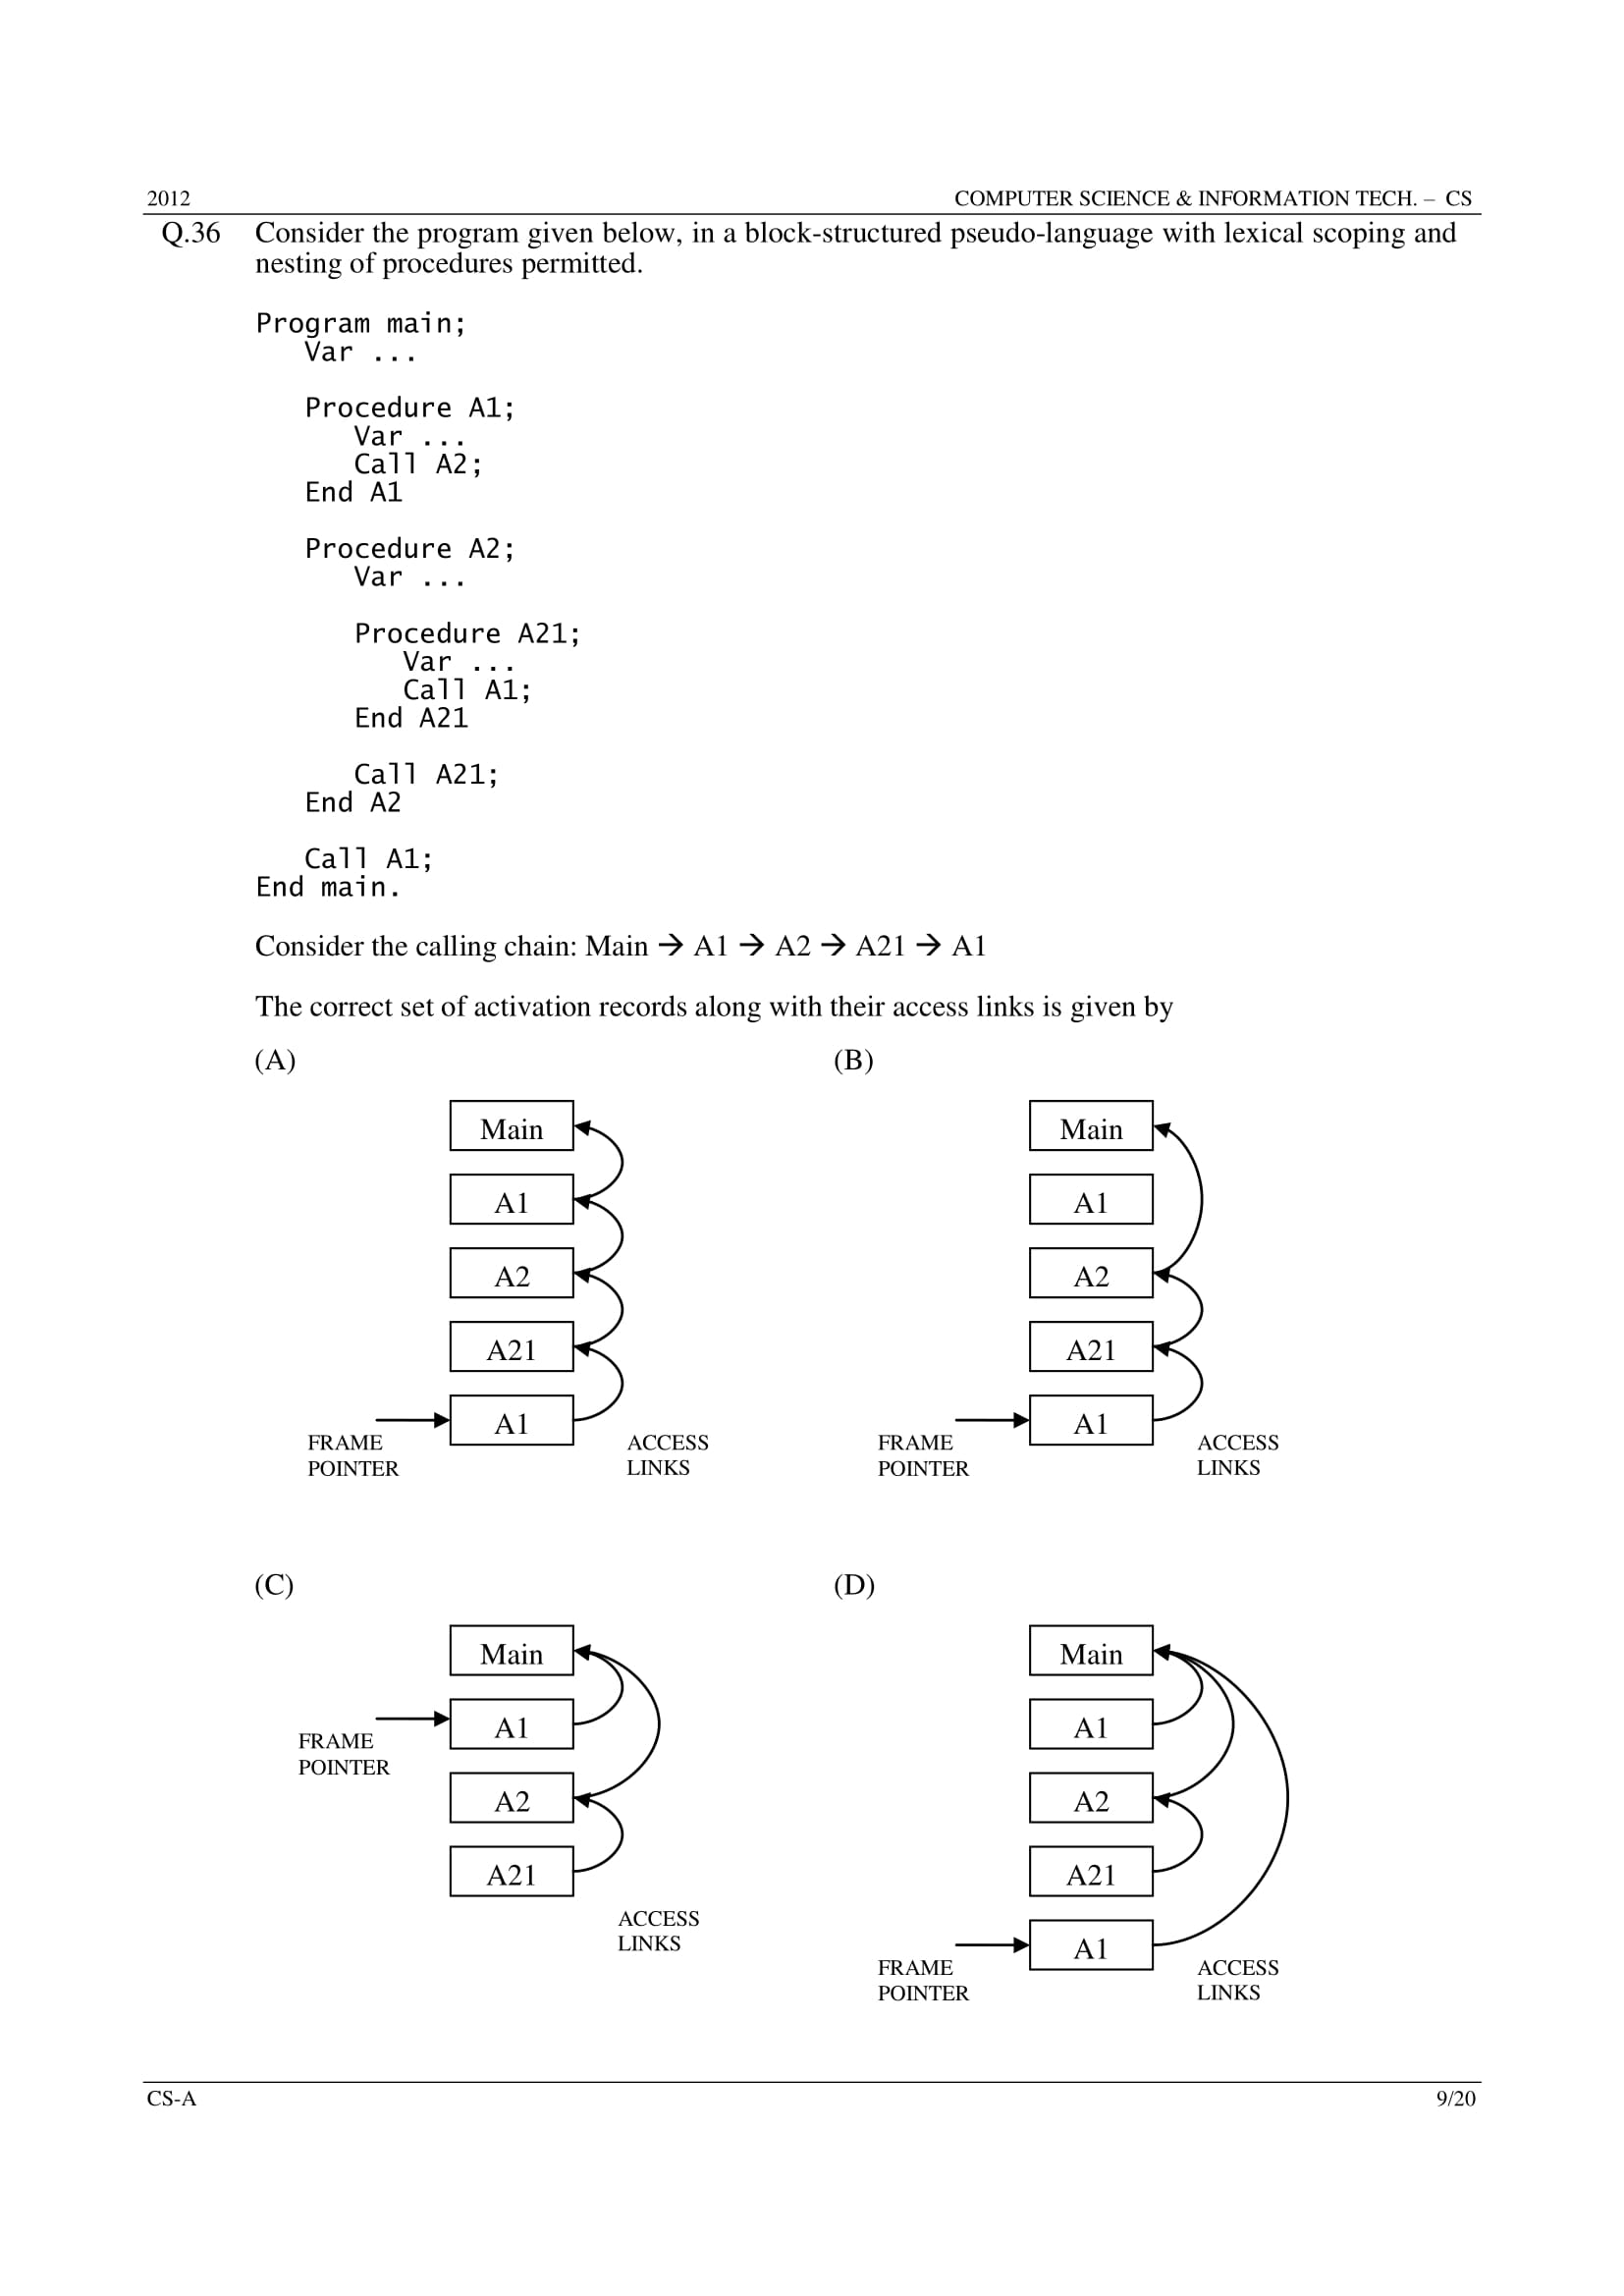 2012 COMPUTER SCIENCE & INFORMATION TECH. – CS
Q.36 Consider the program given below, in a block-structured pseudo-language with lexical scoping and
nesting of procedures permitted.
Program main;
Var ...
Procedure A1;
Var ...
Call A2;
End A1
Procedure A2;
Var ...
Procedure A21;
Var ...
Call A1;
End A21
Call A21;
End A2
Call A1;
End main.
Consider the calling chain: Main → A1 → A2 → A21 → A1
The correct set of activation records along with their access links is given by
(A)
Main
A1
A2
A21
A1
FRAME
POINTER
ACCESS
LINKS
(B)
Main
A1
A2
A21
A1
FRAME
POINTER
ACCESS
LINKS
(C)
Main
A1
FRAME
POINTER
A2
A21
ACCESS
LINKS
(D)
Main
A1
A2
A21
A1
FRAME
POINTER
ACCESS
LINKS
CS-A 9/20